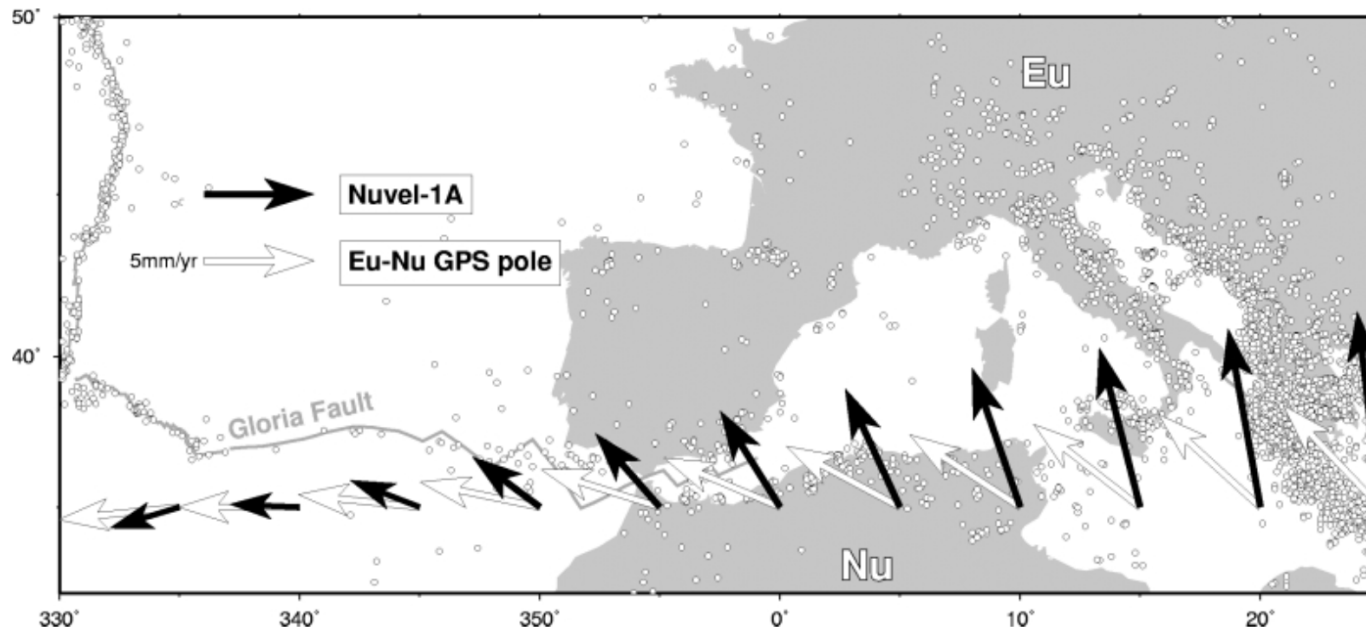 50°
Eu
Nuvel-1A
5mm/yr
Eu-Nu GPS pole
40°
Gloria Fault
Nu
330°
340°
350°
0°
10°
20°